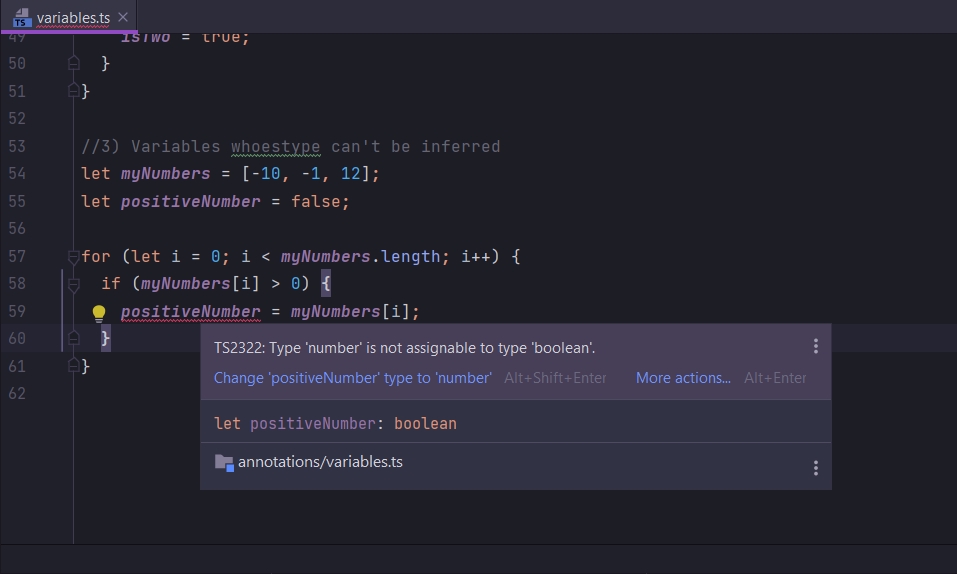 variables.ts
TS
49 isTwo = true;
50 }
51 }
52
53 //3) Variables whoestype can't be inferred
54 let myNumbers = [-10, -1, 12];
55 let positiveNumber = false;
56
57 for (let i = 0; i < myNumbers.length; i++) {
58 if (myNumbers[i] > 0) {
59 positiveNumber = myNumbers[i];
60 }
61 }
62
TS2322: Type 'number' is not assignable to type 'boolean'.
Change 'positiveNumber' type to 'number' Alt+Shift+Enter More actions... Alt+Enter
let positiveNumber: boolean
annotations/variables.ts